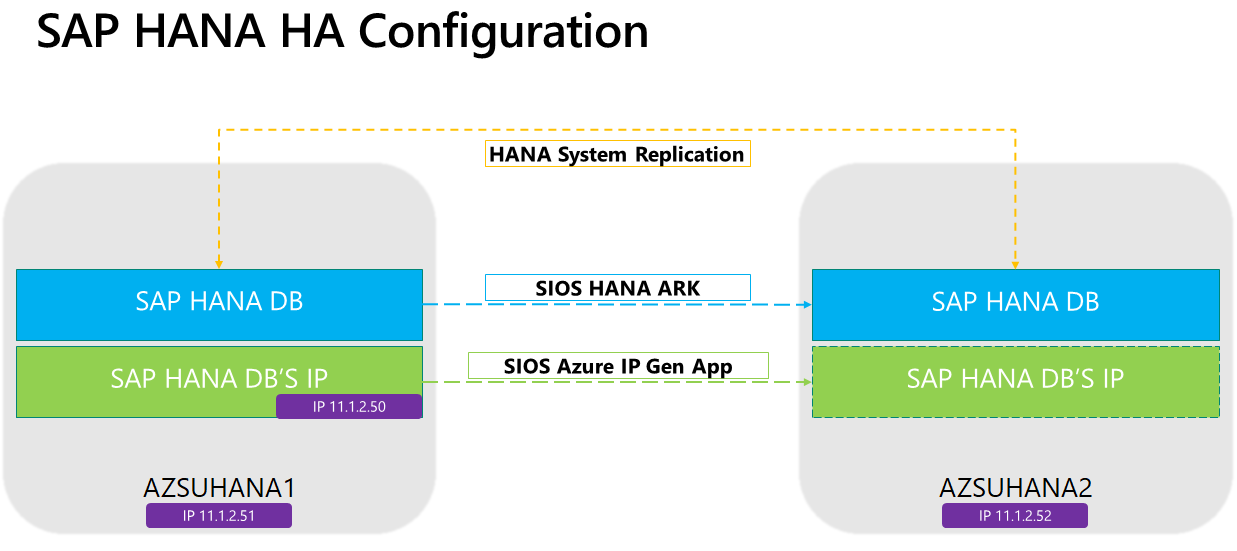 SAP HANA HA Configuration
HANA System Replication
SAP HANA DB
SIOS HANA ARK
SAP HANA DB
SAP HANA DB’S IP
IP 11.1.2.50
SIOS Azure IP Gen App
SAP HANA DB’S IP
AZSUHANA1
IP 11.1.2.51
AZSUHANA2
IP 11.1.2.52